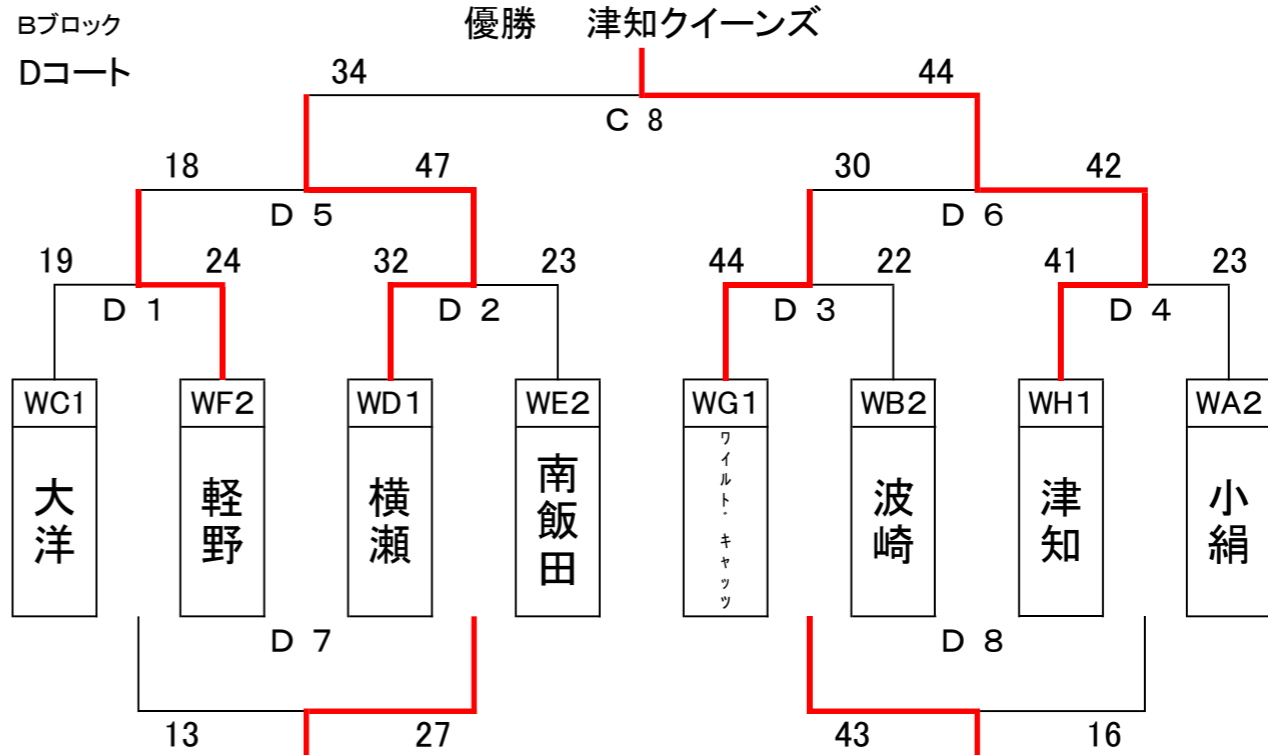 Bブロック
優勝 津知クイーンズ
Dコート
34 44
C 8
18 47 30 42
D 5 D 6
19 24 32 23 44 22 41 23
D 1 D 2 D 3 D 4
WC1 WF2 WD1 WE2 WG1 WB2 WH1 WA2
大洋
軽野
横瀬
南飯田
ワイルド・キャッツ
波崎
津知
小絹
D 7 D 8
13 27 43 16